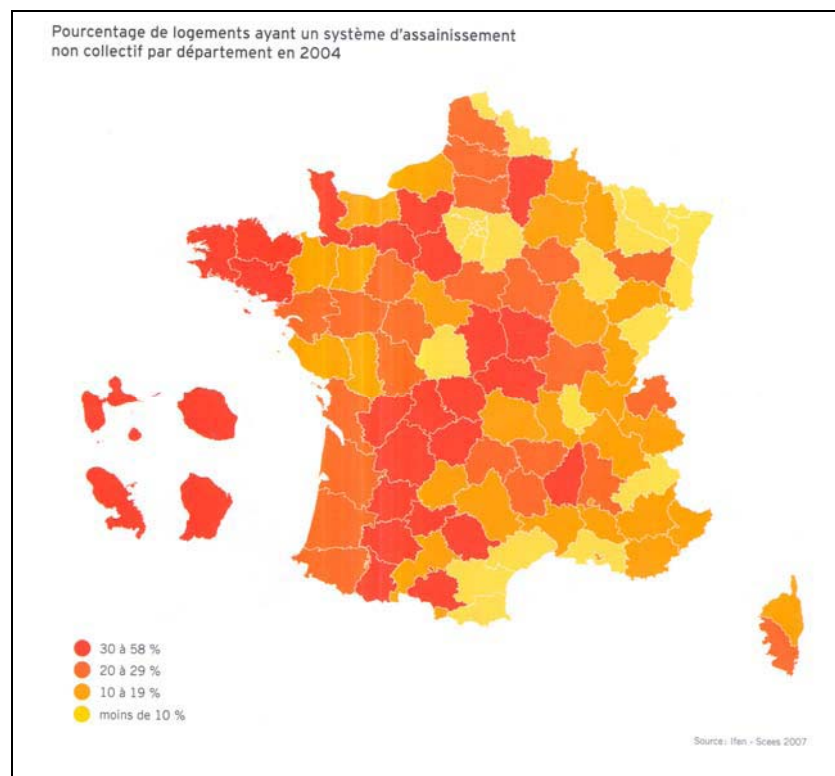 Pourcentage de logements ayant un système d'assainissement
non collectif par département en 2004
30 à 58 %
20 à 29 %
10 à 19 %
moins de 10 %
Source: Ifen - Scees 2007